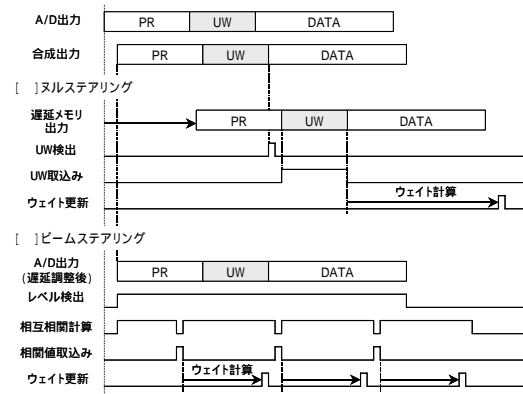 A/D出力 PR UW DATA
合成出力 PR UW DATA
[ ]ヌルステアリング
遅延メモリ
出力 PR UW DATA
UW検出
UW取込み
ウェイト更新 ウェイト計算
[ ]ビームステアリング
A/D出力
(遅延調整後) PR UW DATA
レベル検出
相互相関計算
相関値取込み
ウェイト更新 ウェイト計算